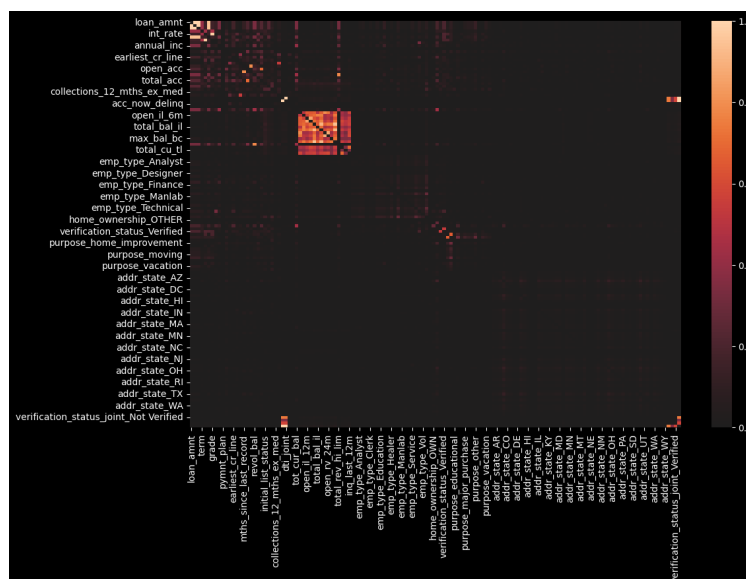 loan_amnt
int_rate
annual_inc
earliest_cr_line
open_acc
total_acc
collections_12_mths_ex_med
acc_now_delinq
open_il_6m
total_bal_il
max_bal_bc
total_cu_tl
emp_type_Analyst
emp_type_Designer
emp_type_Finance
emp_type_Manlab
emp_type_Technical
home_ownership_OTHER
verification_status_Verified
purpose_home_improvement
purpose_moving
purpose_vacation
addr_state_AZ
addr_state_DC
addr_state_HI
addr_state_IN
addr_state_MA
addr_state_MN
addr_state_NC
addr_state_NJ
addr_state_OH
addr_state_RI
addr_state_TX
addr_state_WA
verification_status_joint_Not Verified
loan_amnt
term
grade
pymnt_plan
earliest_cr_line
mths_since_last_record
revol_bal
initial_list_status
collections_12_mths_ex_med
dti_joint
tot_cur_bal
open_il_12m
total_bal_il
open_rv_24m
total_rev_hi_lim
inq_last_12m
emp_type_Analyst
emp_type_Clerk
emp_type_Education
emp_type_Healer
emp_type_Manlab
emp_type_Service
emp_type_Vol
home_ownership_OWN
verification_status_Verified
purpose_educational
purpose_major_purchase
purpose_other
purpose_vacation
addr_state_AR
addr_state_CO
addr_state_DE
addr_state_HI
addr_state_IL
addr_state_KY
addr_state_MD
addr_state_MN
addr_state_MT
addr_state_NE
addr_state_NM
addr_state_OH
addr_state_PA
addr_state_SD
addr_state_UT
addr_state_WA
addr_state_WY
verification_status_joint_Verified